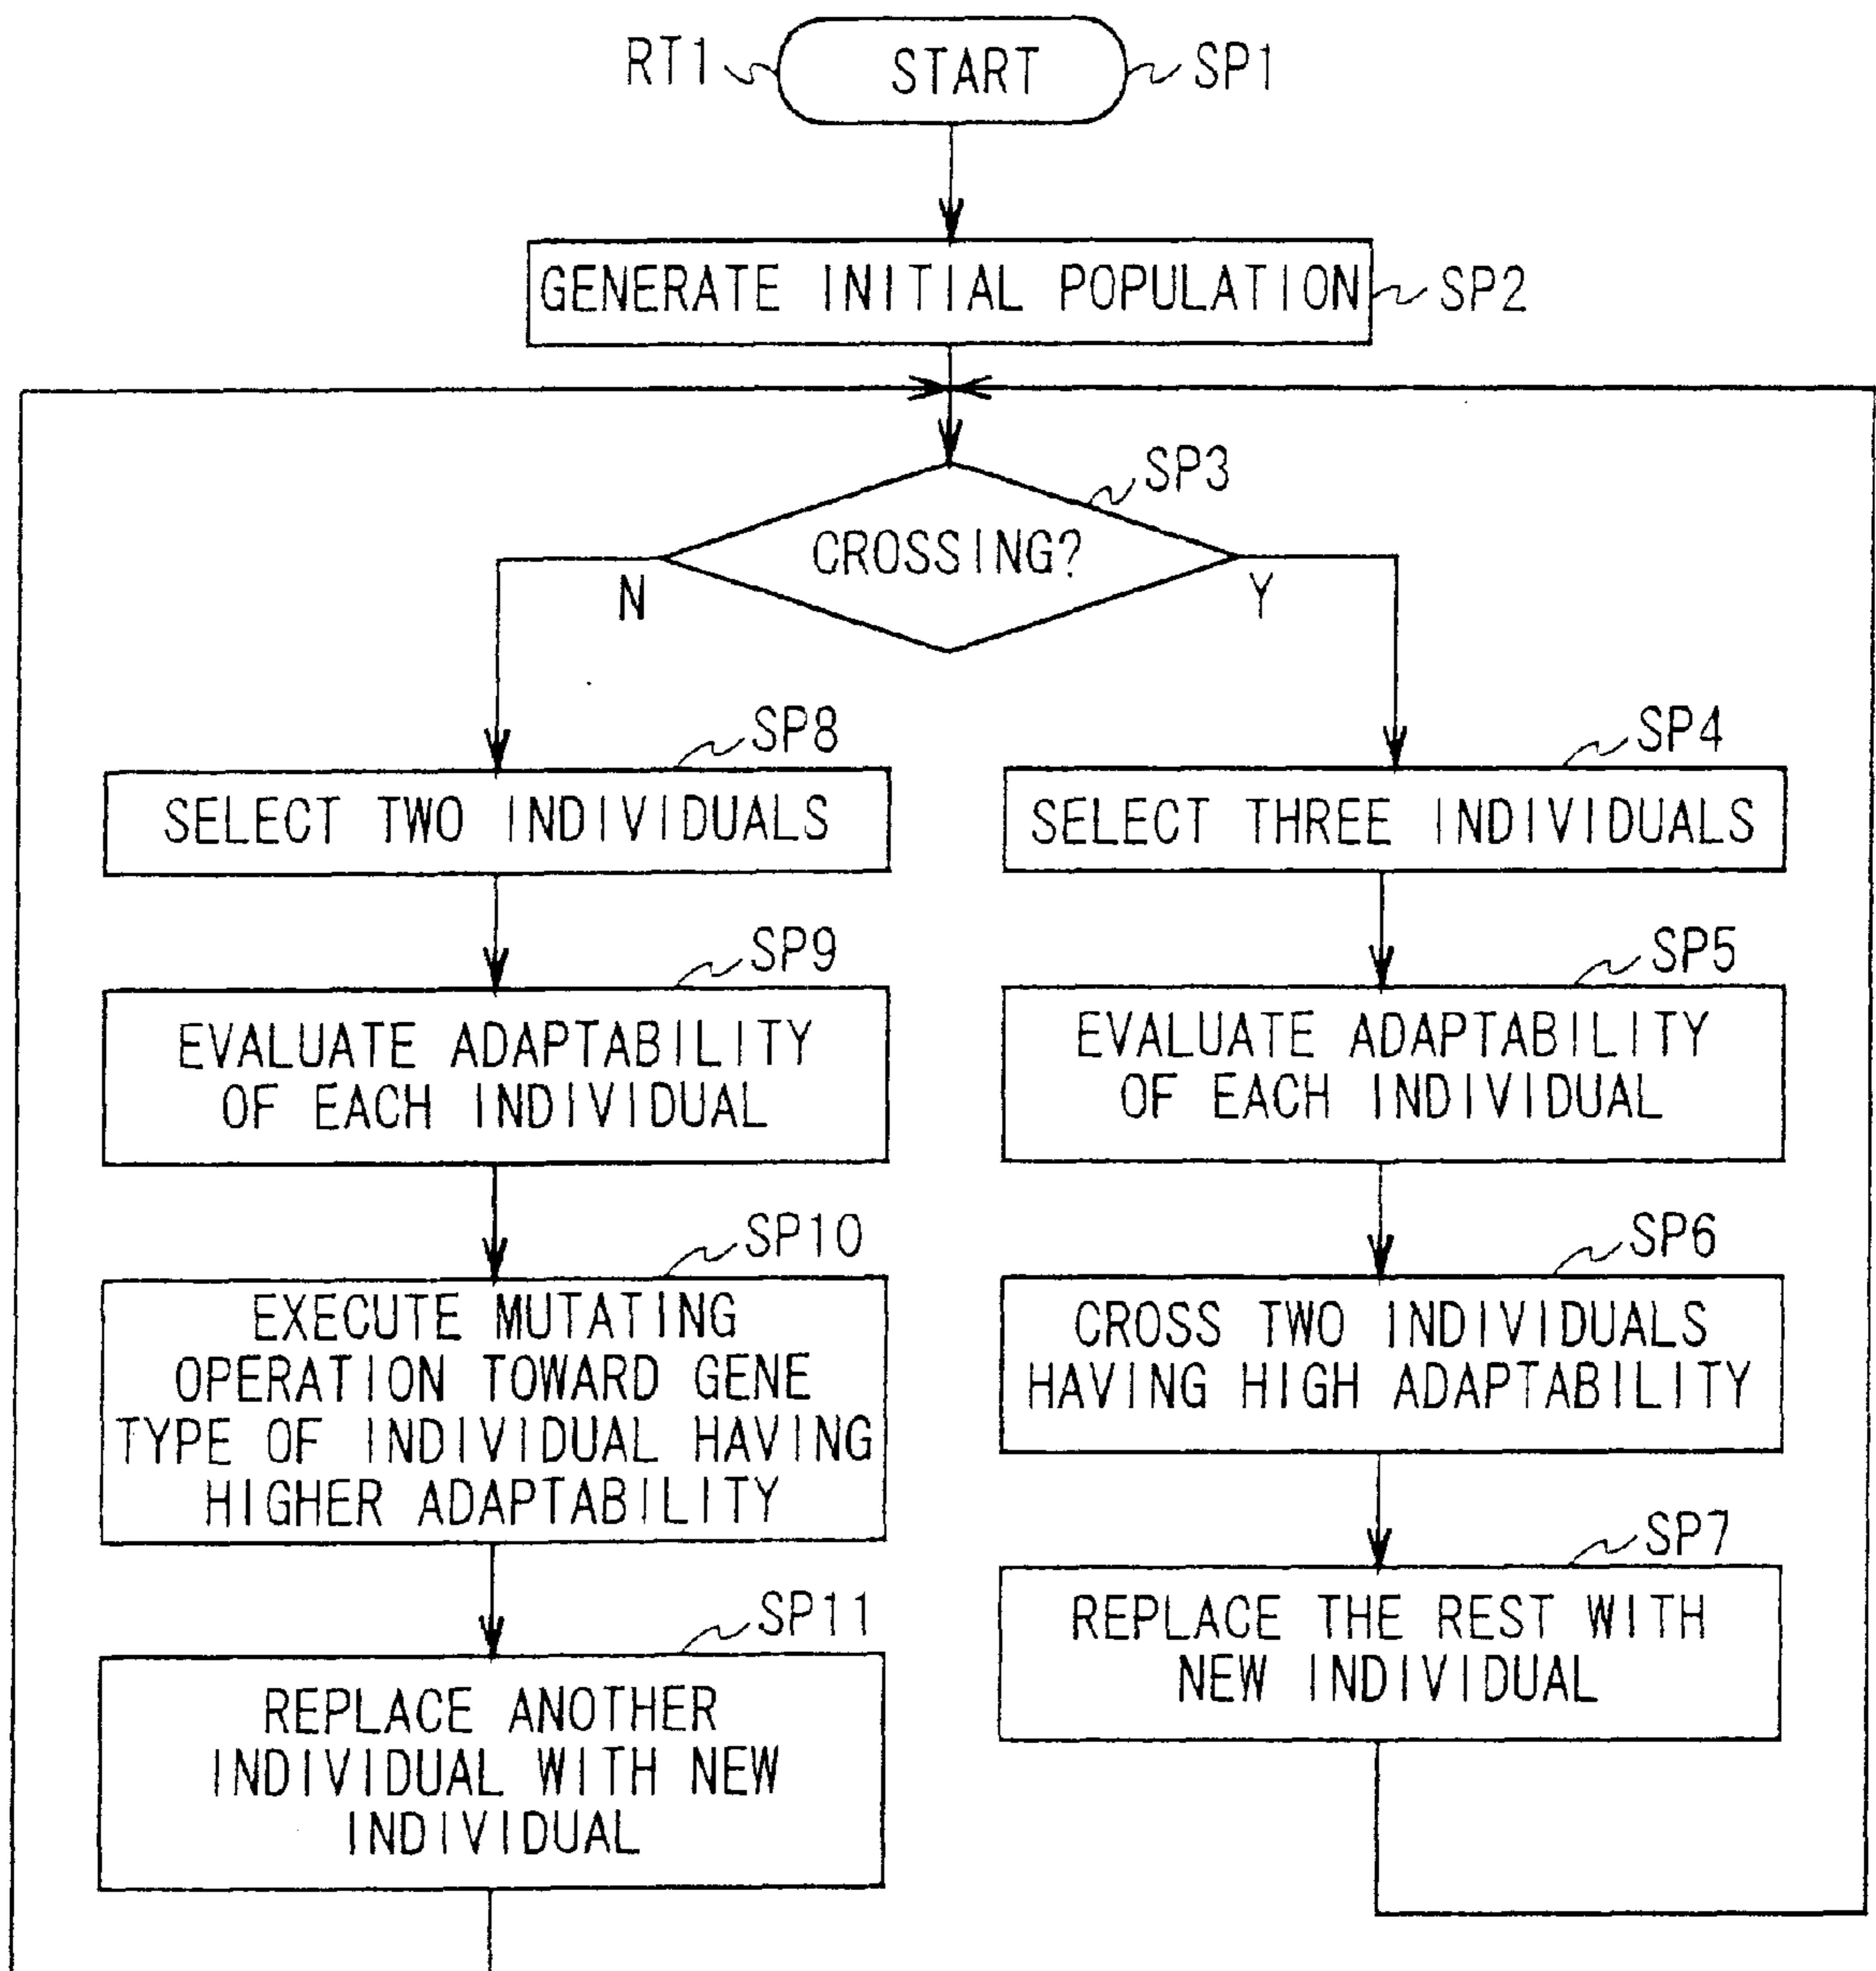 RT1
START
SP1
GENERATE INITIAL POPULATION
SP2
SP3
CROSSING?
N
Y
SP8
SELECT TWO INDIVIDUALS
SP9
EVALUATE ADAPTABILITY
OF EACH INDIVIDUAL
SP10
EXECUTE MUTATING
OPERATION TOWARD GENE
TYPE OF INDIVIDUAL HAVING
HIGHER ADAPTABILITY
SP11
REPLACE ANOTHER
INDIVIDUAL WITH NEW
INDIVIDUAL
SP4
SELECT THREE INDIVIDUALS
SP5
EVALUATE ADAPTABILITY
OF EACH INDIVIDUAL
SP6
CROSS TWO INDIVIDUALS
HAVING HIGH ADAPTABILITY
SP7
REPLACE THE REST WITH
NEW INDIVIDUAL